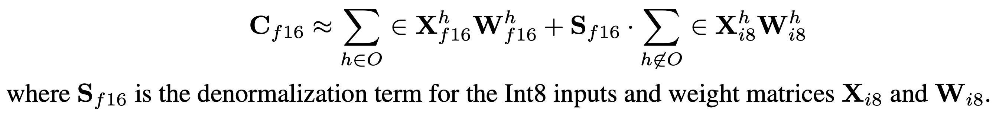 $$\mathbf{C}_{f16} \approx \sum_{h \in O} \in \mathbf{X}_{f16}^{h} \mathbf{W}_{f16}^{h} + \mathbf{S}_{f16} \cdot \sum_{h \notin O} \in \mathbf{X}_{i8}^{h} \mathbf{W}_{i8}^{h}$$
where $\mathbf{S}_{f16}$ is the denormalization term for the Int8 inputs and weight matrices $\mathbf{X}_{i8}$ and $\mathbf{W}_{i8}$.